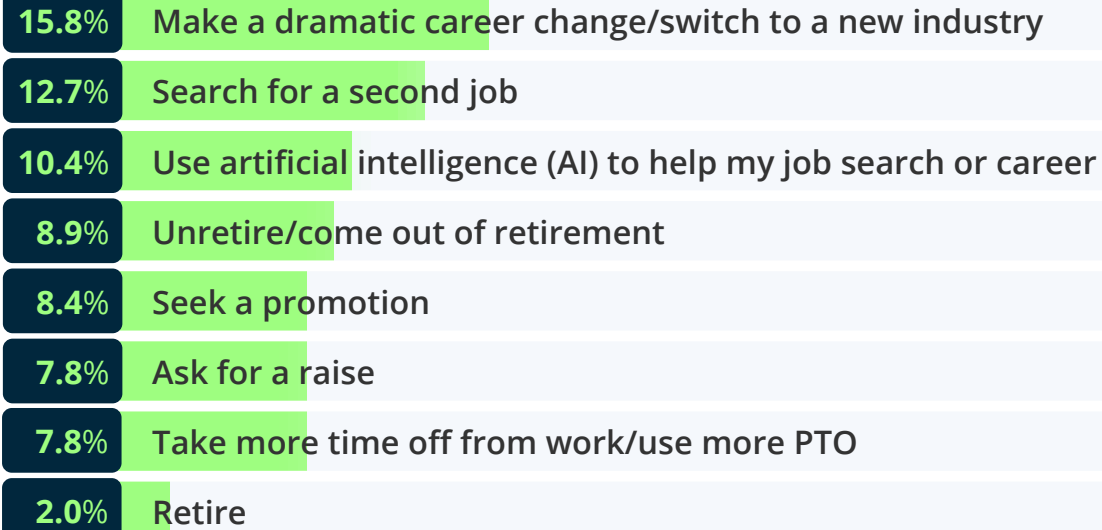 15.8% Make a dramatic career change/switch to a new industry
12.7% Search for a second job
10.4% Use artificial intelligence (AI) to help my job search or career
8.9% Unretire/come out of retirement
8.4% Seek a promotion
7.8% Ask for a raise
7.8% Take more time off from work/use more PTO
2.0% Retire